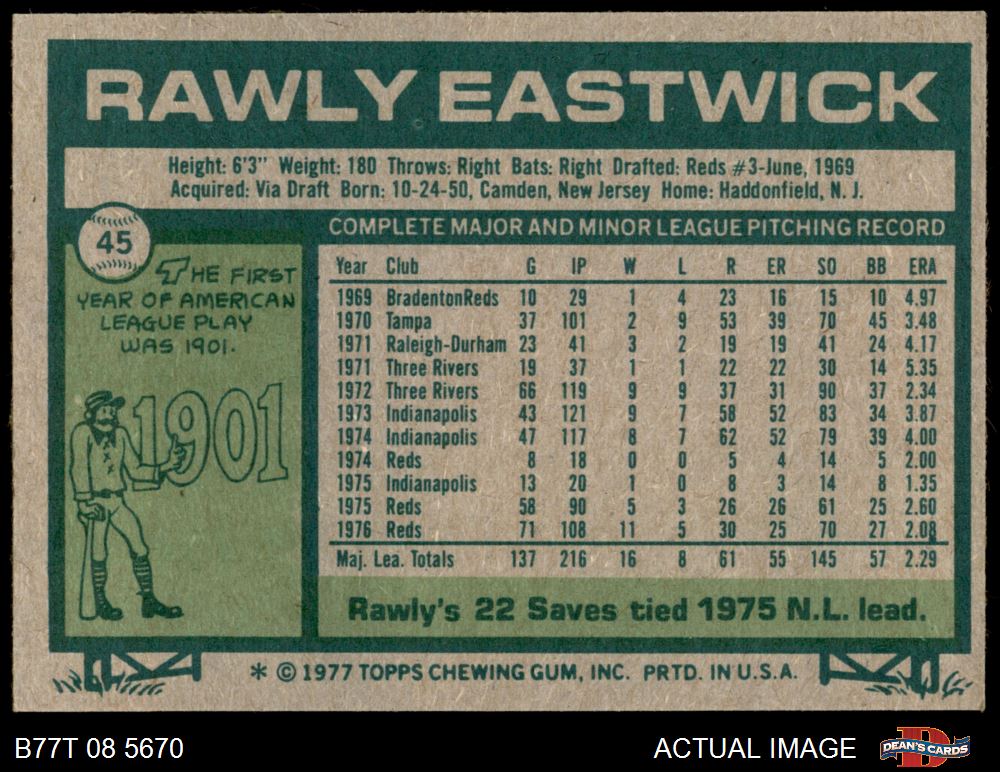 RAWLY EASTWICK
Height: 6'3" Weight: 180 Throws: Right Bats: Right Drafted: Reds #3-June, 1969
Acquired: Via Draft Born: 10-24-50, Camden, New Jersey Home: Haddonfield, N. J.
45
THE FIRST
YEAR OF AMERICAN
LEAGUE PLAY
WAS 1901.
1901
COMPLETE MAJOR AND MINOR LEAGUE PITCHING RECORD
Year Club G IP W L R ER SO BB ERA
1969 BradentonReds 10 29 1 4 23 16 15 10 4.97
1970 Tampa 37 101 2 9 53 39 70 45 3.48
1971 Raleigh-Durham 23 41 3 2 19 19 41 24 4.17
1971 Three Rivers 19 37 1 1 22 22 30 14 5.35
1972 Three Rivers 66 119 9 9 37 31 90 37 2.34
1973 Indianapolis 43 121 9 7 58 52 83 34 3.87
1974 Indianapolis 47 117 8 7 62 52 79 39 4.00
1974 Reds 8 18 0 0 5 4 14 5 2.00
1975 Indianapolis 13 20 1 0 8 3 14 8 1.35
1975 Reds 58 90 5 3 26 26 61 25 2.60
1976 Reds 71 108 11 5 30 25 70 27 2.08
Maj. Lea. Totals 137 216 16 8 61 55 145 57 2.29
Rawly's 22 Saves tied 1975 N.L. lead.
* © 1977 TOPPS CHEWING GUM, INC. PRTD. IN U.S.A.
B77T 08 5670
ACTUAL IMAGE
D
DEAN'S CARDS